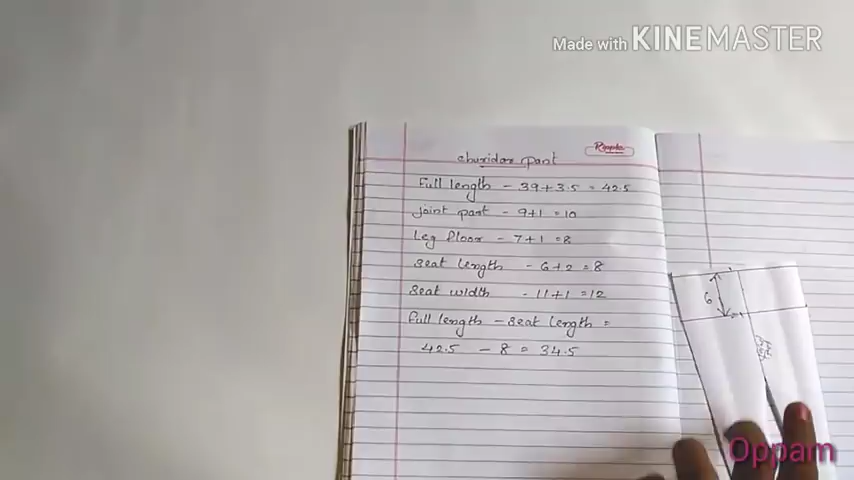 Made with KINEMASTER
Roopla
churidar pant
Full length - 39+3.5 = 42.5
joint part - 9+1 = 10
Leg floor - 7+1 = 8
seat length - 6+2 = 8
seat width - 11+1 = 12
Full length - seat length =
42.5 - 8 = 34.5
6
Oppam